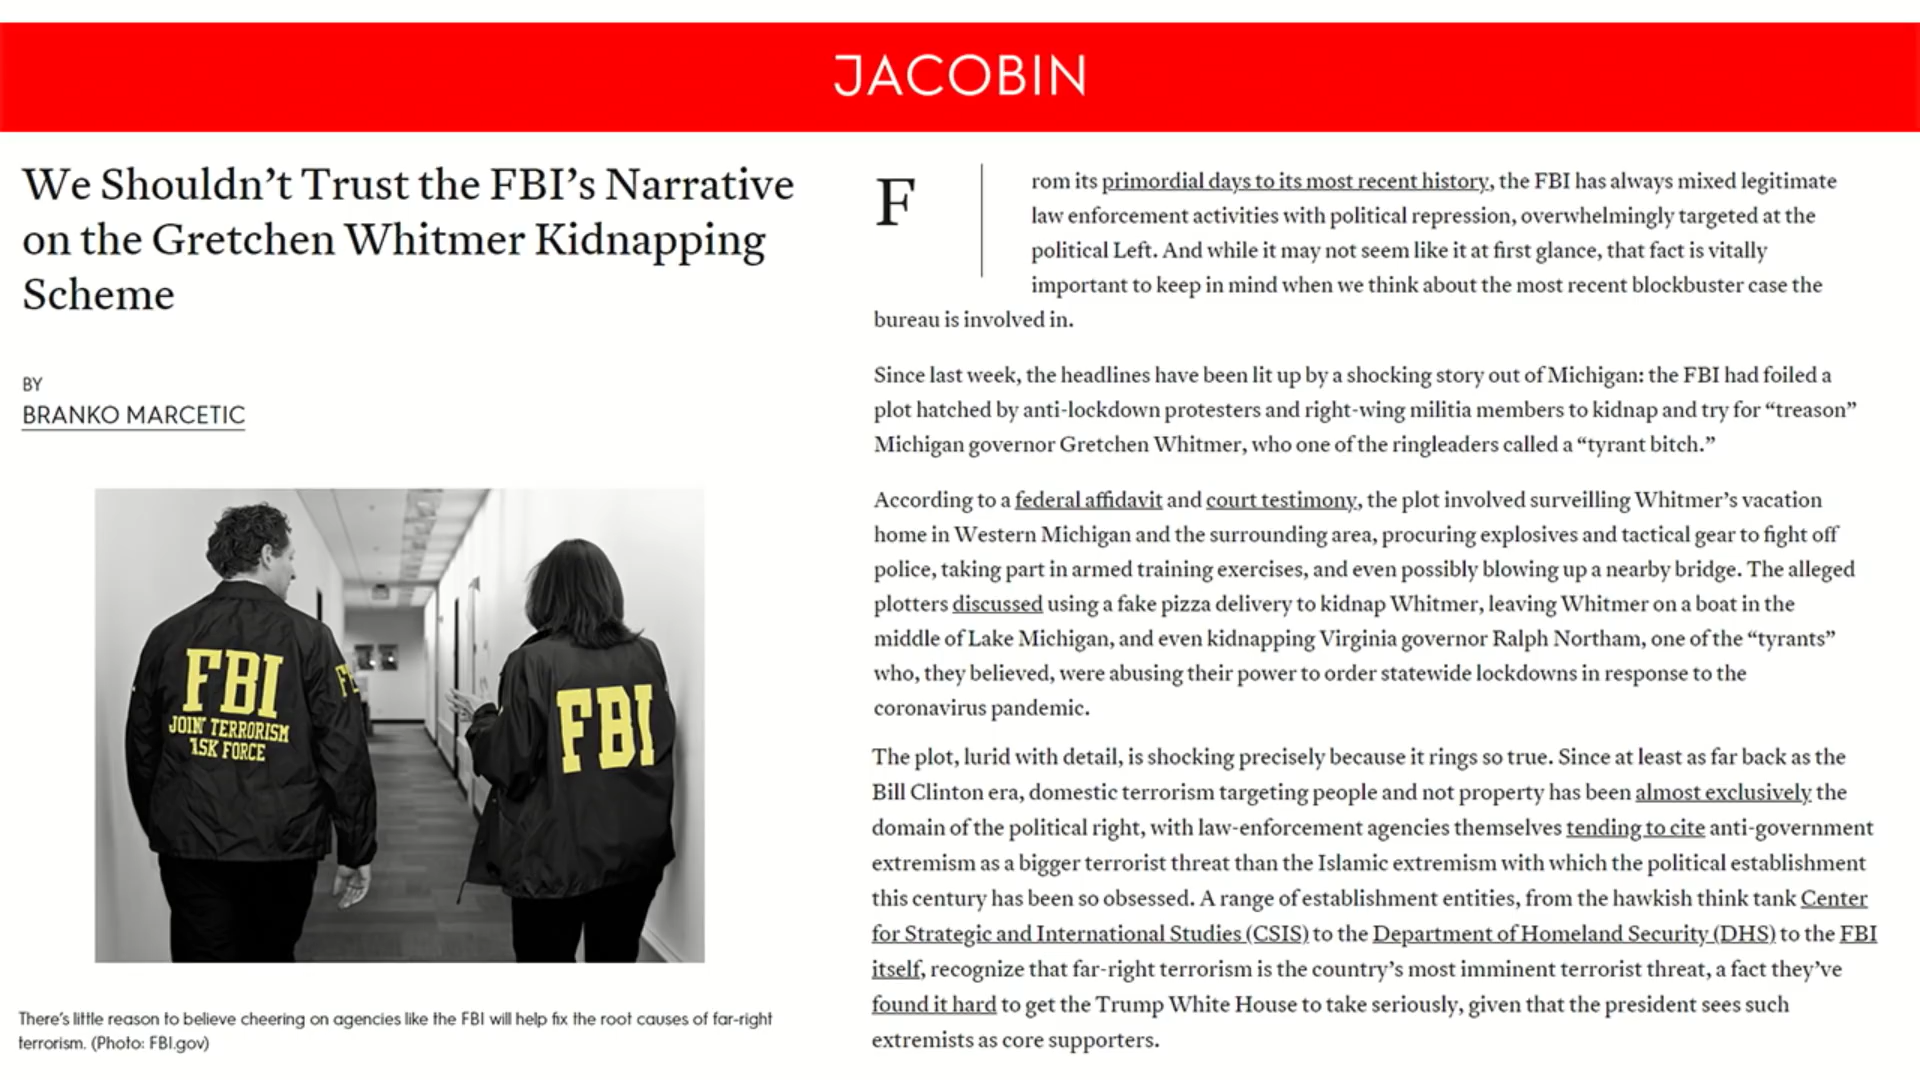 JACOBIN
We Shouldn't Trust the FBI's Narrative
on the Gretchen Whitmer Kidnapping
Scheme
BY
BRANKO MARCETIC
FBI
JOINT TERRORISM
TASK FORCE
FBI
There's little reason to believe cheering on agencies like the FBI will help fix the root causes of far-right
terrorism. (Photo: FBI.gov)
From its primordial days to its most recent history, the FBI has always mixed legitimate
law enforcement activities with political repression, overwhelmingly targeted at the
political Left. And while it may not seem like it at first glance, that fact is vitally
important to keep in mind when we think about the most recent blockbuster case the
bureau is involved in.
Since last week, the headlines have been lit up by a shocking story out of Michigan: the FBI had foiled a
plot hatched by anti-lockdown protesters and right-wing militia members to kidnap and try for “treason”
Michigan governor Gretchen Whitmer, who one of the ringleaders called a “tyrant bitch.”
According to a federal affidavit and court testimony, the plot involved surveilling Whitmer’s vacation
home in Western Michigan and the surrounding area, procuring explosives and tactical gear to fight off
police, taking part in armed training exercises, and even possibly blowing up a nearby bridge. The alleged
plotters discussed using a fake pizza delivery to kidnap Whitmer, leaving Whitmer on a boat in the
middle of Lake Michigan, and even kidnapping Virginia governor Ralph Northam, one of the “tyrants”
who, they believed, were abusing their power to order statewide lockdowns in response to the
coronavirus pandemic.
The plot, lurid with detail, is shocking precisely because it rings so true. Since at least as far back as the
Bill Clinton era, domestic terrorism targeting people and not property has been almost exclusively the
domain of the political right, with law-enforcement agencies themselves tending to cite anti-government
extremism as a bigger terrorist threat than the Islamic extremism with which the political establishment
this century has been so obsessed. A range of establishment entities, from the hawkish think tank Center
for Strategic and International Studies (CSIS) to the Department of Homeland Security (DHS) to the FBI
itself, recognize that far-right terrorism is the country’s most imminent terrorist threat, a fact they’ve
found it hard to get the Trump White House to take seriously, given that the president sees such
extremists as core supporters.